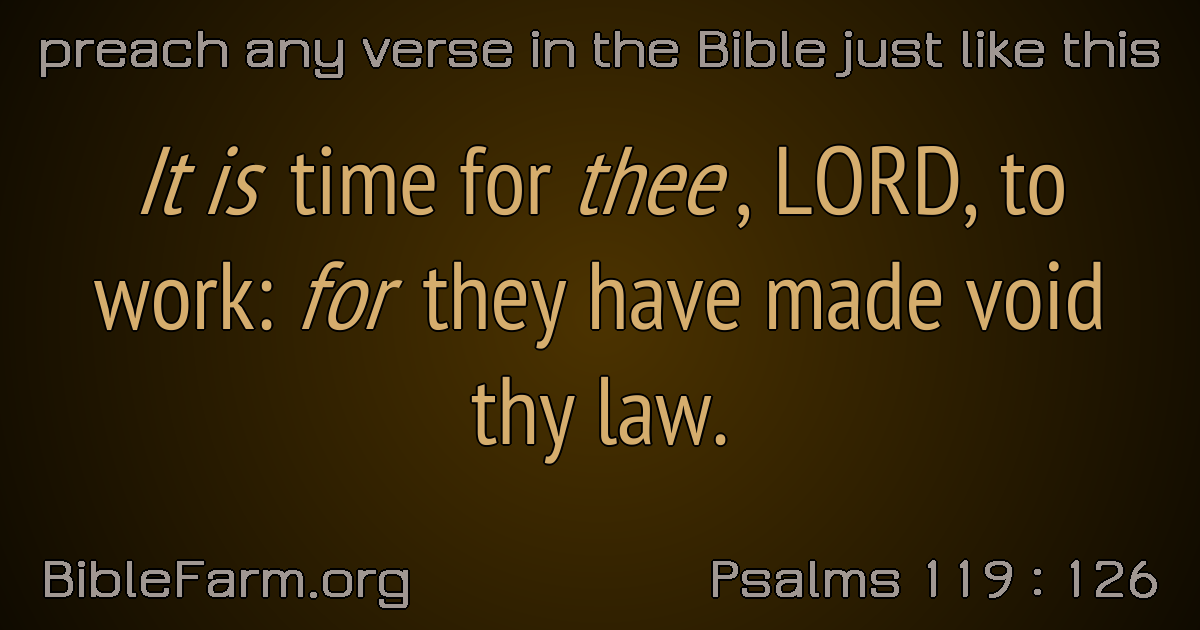 preach any verse in the Bible just like this
It is time for thee, LORD, to
work: for they have made void
thy law.
BibleFarm.org
Psalms 119 : 126